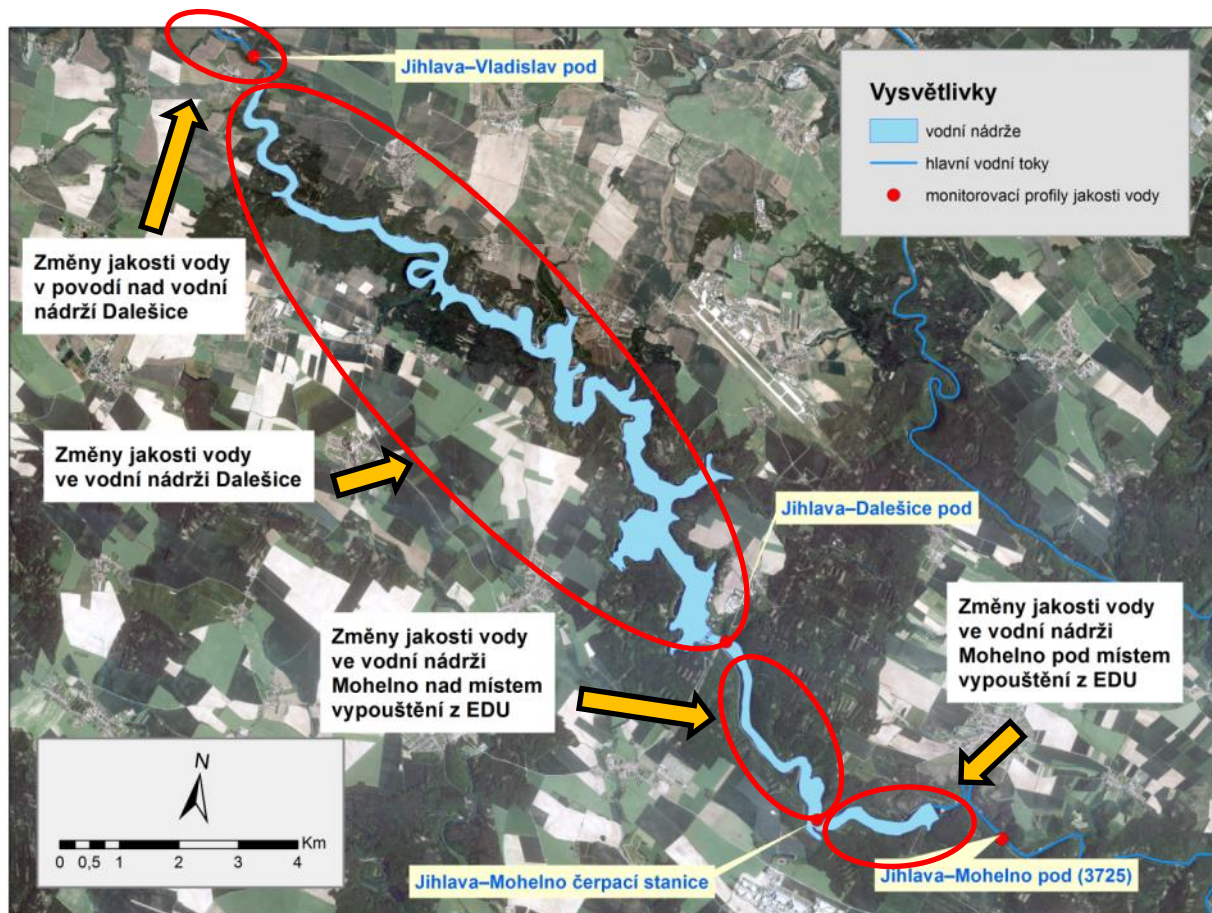 Jihlava–Vladislav pod
Vysvětlivky
vodní nádrže
hlavní vodní toky
monitorovací profily jakosti vody
Změny jakosti vody
v povodí nad vodní
nádrží Dalešice
Změny jakosti vody
ve vodní nádrži Dalešice
Jihlava–Dalešice pod
Změny jakosti vody
ve vodní nádrži
Mohelno nad místem
vypouštění z EDU
Změny jakosti vody
ve vodní nádrži
Mohelno pod místem
vypouštění z EDU
N
Km
0 0,5 1 2 3 4
Jihlava–Mohelno čerpací stanice
Jihlava–Mohelno pod (3725)